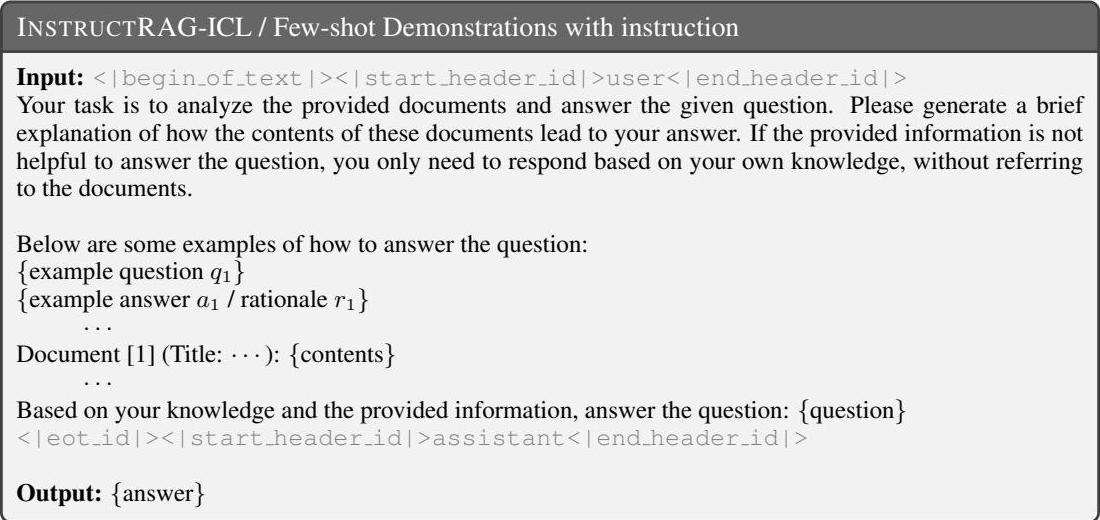 INSTRUCTRAG-ICL / Few-shot Demonstrations with instruction
Input: <|begin_of_text|><|start_header_id|>user<|end_header_id|>
Your task is to analyze the provided documents and answer the given question. Please generate a brief
explanation of how the contents of these documents lead to your answer. If the provided information is not
helpful to answer the question, you only need to respond based on your own knowledge, without referring
to the documents.
Below are some examples of how to answer the question:
{example question q₁}
{example answer a₁ / rationale r₁}
···
Document [1] (Title: ···): {contents}
···
Based on your knowledge and the provided information, answer the question: {question}
<|eot_id|><|start_header_id|>assistant<|end_header_id|>
Output: {answer}